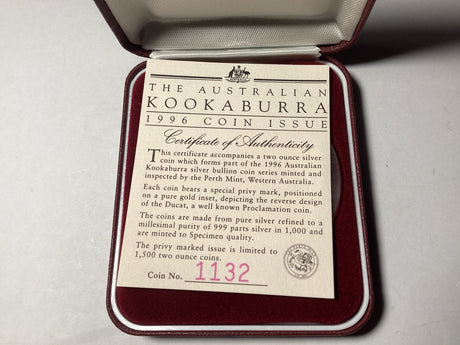 THE AUSTRALIAN
KOOKABURRA
1996 COIN ISSUE
Certificate of Authenticity
This certificate accompanies a two ounce silver
coin which forms part of the 1996 Australian
Kookaburra silver bullion coin series minted and
inspected by the Perth Mint, Western Australia.
Each coin bears a special privy mark, positioned
on a pure gold inset, depicting the reverse design
of the Ducat, a well known Proclamation coin.
The coins are made from pure silver refined to a
millesimal purity of 999 parts silver in 1,000 and
are minted to Specimen quality.
The privy marked issue is limited to
1,500 two ounce coins.
Coin No. 1132